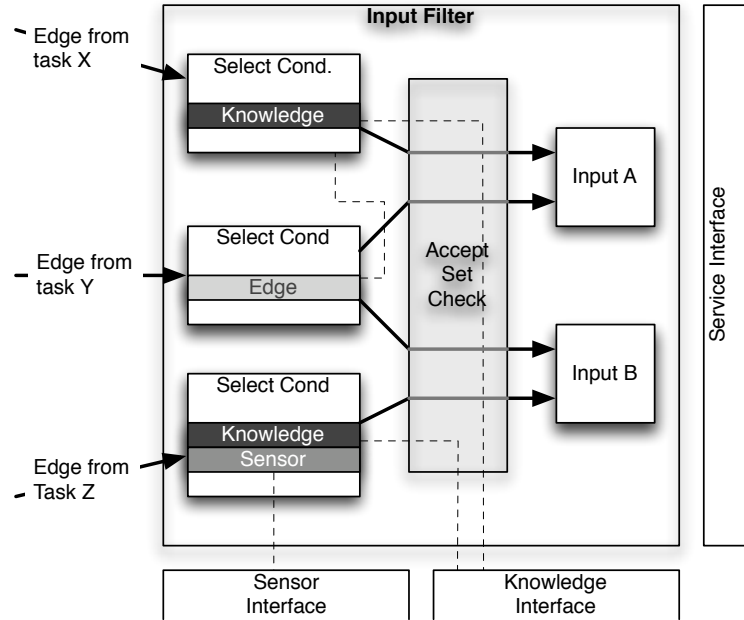 Input Filter
Edge from
task X
Select Cond.
Knowledge
Input A
Select Cond
Edge from
task Y
Edge
Accept
Set
Check
Service Interface
Select Cond
Input B
Knowledge
Sensor
Edge from
Task Z
Sensor
Interface
Knowledge
Interface